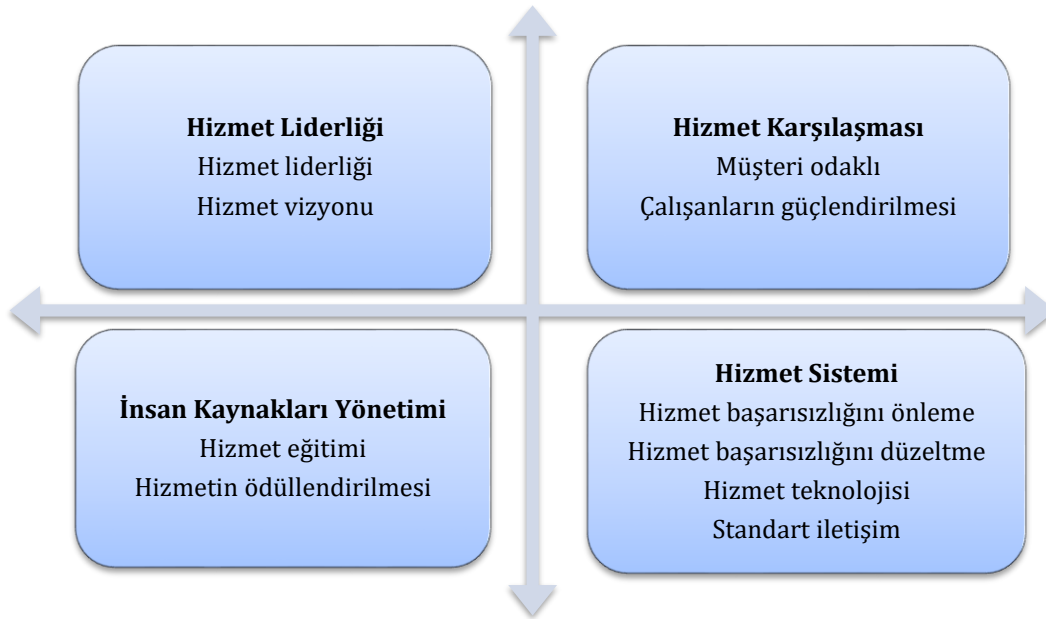 Hizmet Liderliği
Hizmet liderliği
Hizmet vizyonu
Hizmet Karşılaşması
Müşteri odaklı
Çalışanların güçlendirilmesi
İnsan Kaynakları Yönetimi
Hizmet eğitimi
Hizmetin ödüllendirilmesi
Hizmet Sistemi
Hizmet başarısızlığını önleme
Hizmet başarısızlığını düzeltme
Hizmet teknolojisi
Standart iletişim